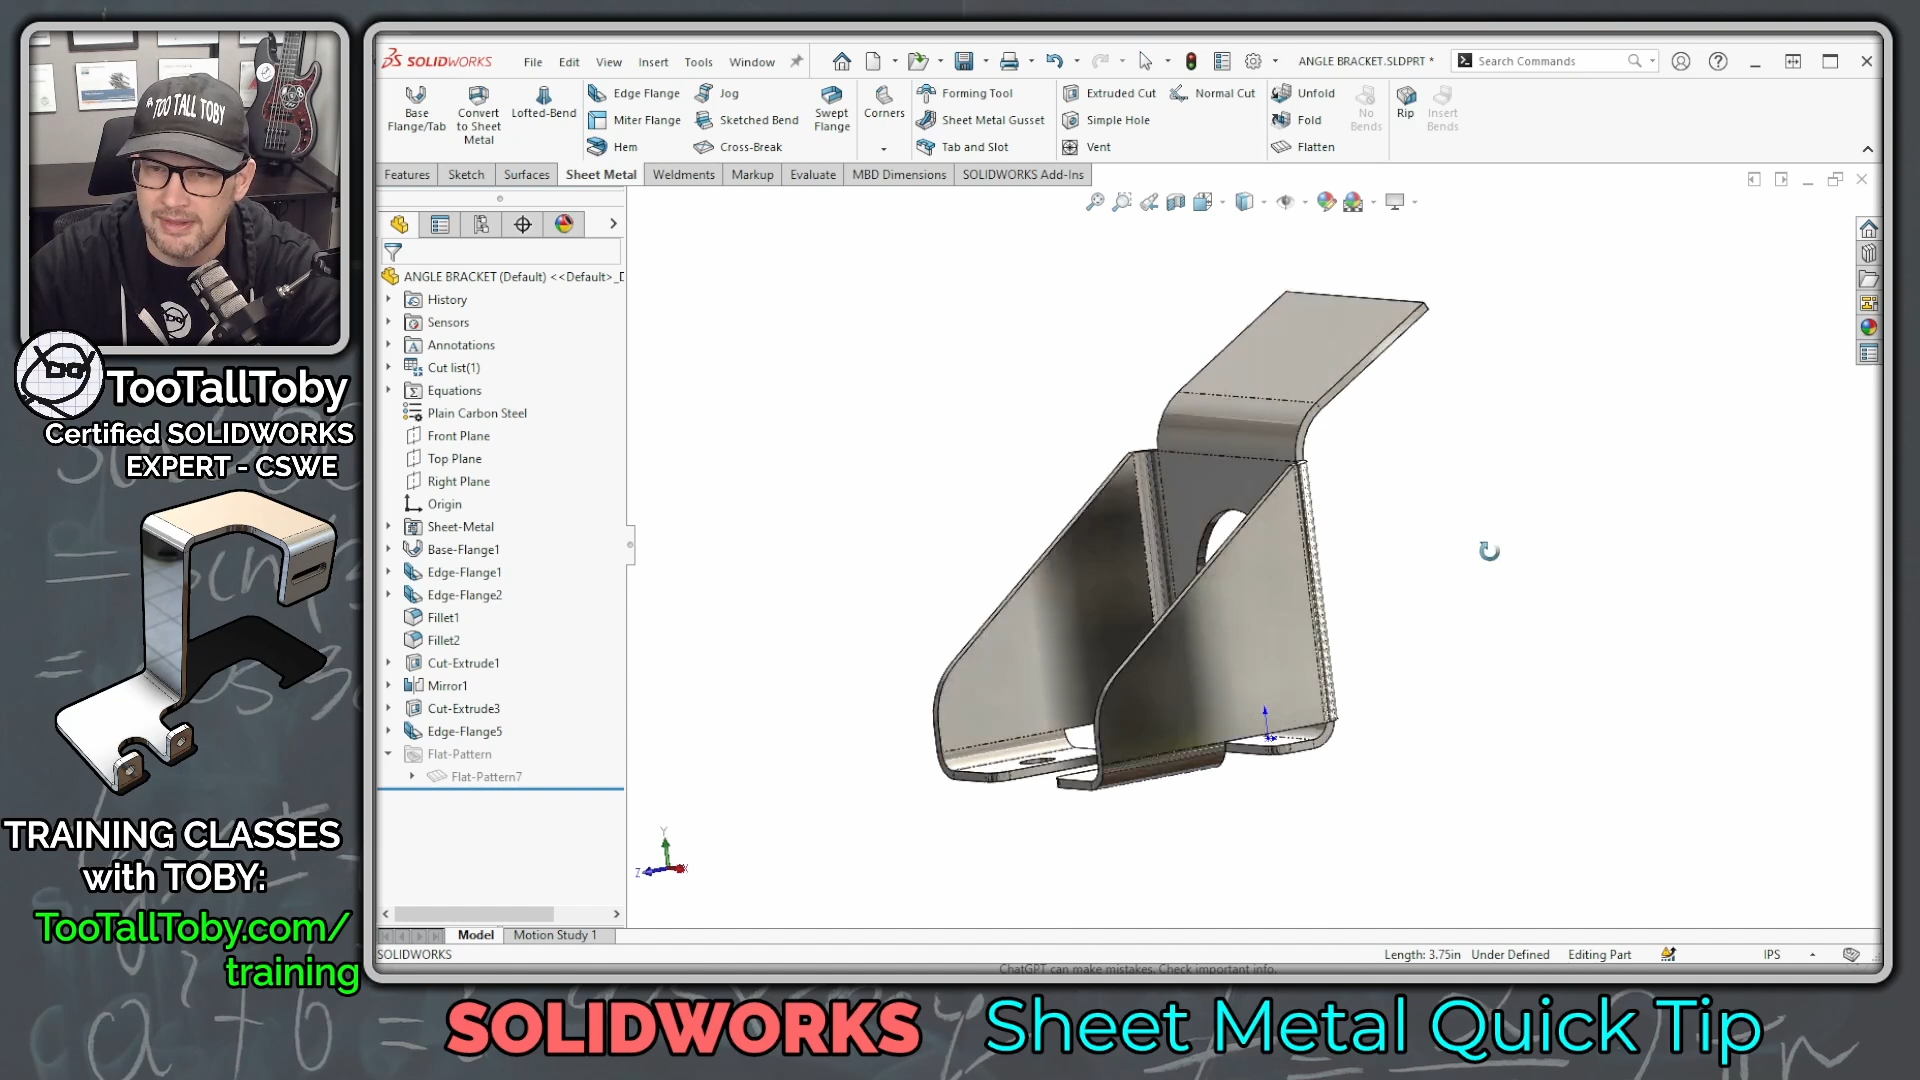 "TOO TALL TOBY
TooTallToby
Certified SOLIDWORKS
EXPERT - CSWE
TRAINING CLASSES
with TOBY:
TooTallToby.com/
training
SOLIDWORKS
File Edit View Insert Tools Window
ANGLE BRACKET.SLDPRT *
Search Commands
Base Flange/Tab
Convert to Sheet Metal
Lofted-Bend
Edge Flange
Miter Flange
Hem
Jog
Sketched Bend
Cross-Break
Swept Flange
Corners
Forming Tool
Sheet Metal Gusset
Tab and Slot
Extruded Cut
Simple Hole
Vent
Normal Cut
Unfold
Fold
Flatten
No Bends
Rip
Insert Bends
Features Sketch Surfaces Sheet Metal Weldments Markup Evaluate MBD Dimensions SOLIDWORKS Add-Ins
ANGLE BRACKET (Default) <<Default>_D
History
Sensors
Annotations
Cut list(1)
Equations
Plain Carbon Steel
Front Plane
Top Plane
Right Plane
Origin
Sheet-Metal
Base-Flange1
Edge-Flange1
Edge-Flange2
Fillet1
Fillet2
Cut-Extrude1
Mirror1
Cut-Extrude3
Edge-Flange5
Flat-Pattern
Flat-Pattern7
Y
Z
X
Model Motion Study 1
SOLIDWORKS
Length: 3.75in Under Defined Editing Part IPS
ChatGPT can make mistakes. Check important info.
SOLIDWORKS Sheet Metal Quick Tip